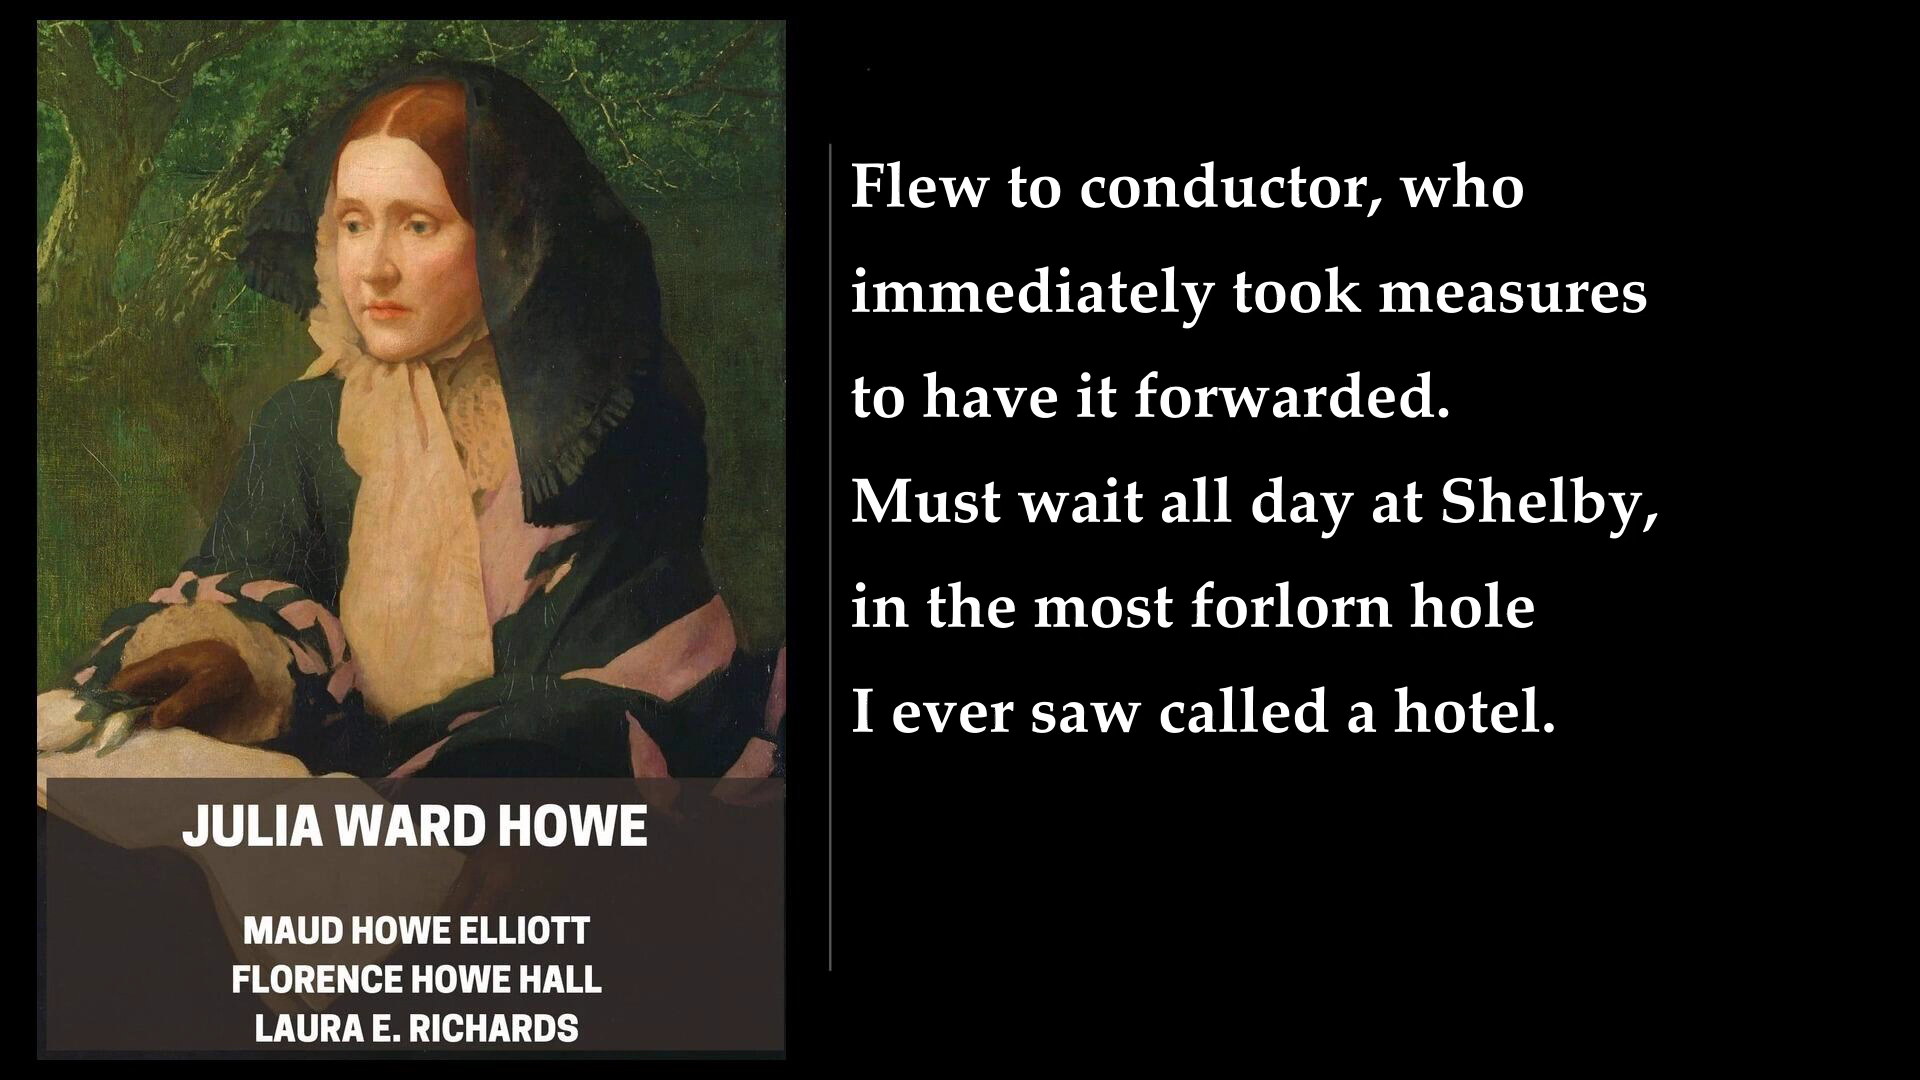 JULIA WARD HOWE
MAUD HOWE ELLIOTT
FLORENCE HOWE HALL
LAURA E. RICHARDS
Flew to conductor, who
immediately took measures
to have it forwarded.
Must wait all day at Shelby,
in the most forlorn hole
I ever saw called a hotel.